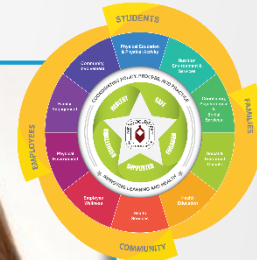 STUDENTS
Physical Education
& Physical Activity
Nutrition
Environment &
Services
Counseling,
Psychological
& Social
Services
Social &
Emotional
Climate
Health
Education
Health
Services
Employee
Wellness
Physical
Environment
Family
Engagement
Community
Involvement
FAMILIES
COMMUNITY
EMPLOYEES
COORDINATING POLICY, PROCESS, AND PRACTICE
IMPROVING LEARNING AND HEALTH
HEALTHY
SAFE
ENGAGED
SUPPORTED
CHALLENGED